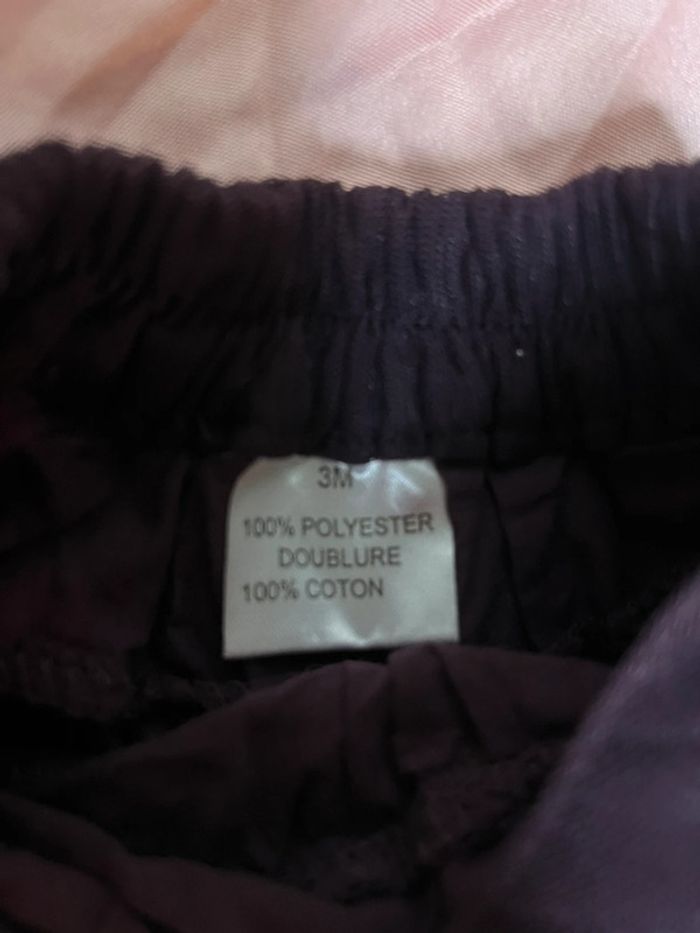 3M
100% POLYESTER
DOUBLURE
100% COTON